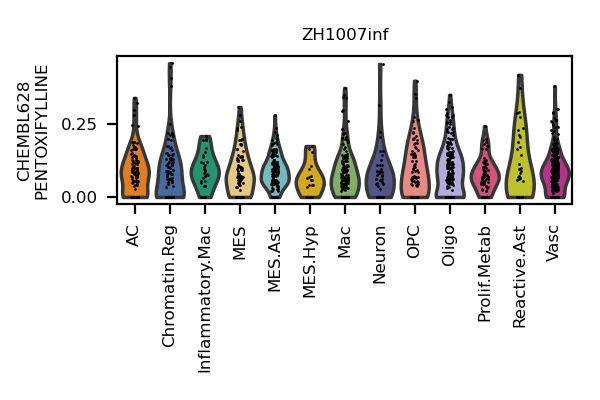 ZH1007inf
CHEMBL628
PENTOXIFYLLINE
0.25
0.00
AC
Chromatin.Reg
Inflammatory.Mac
MES
MES.Ast
MES.Hyp
Mac
Neuron
OPC
Oligo
Prolif.Metab
Reactive.Ast
Vasc